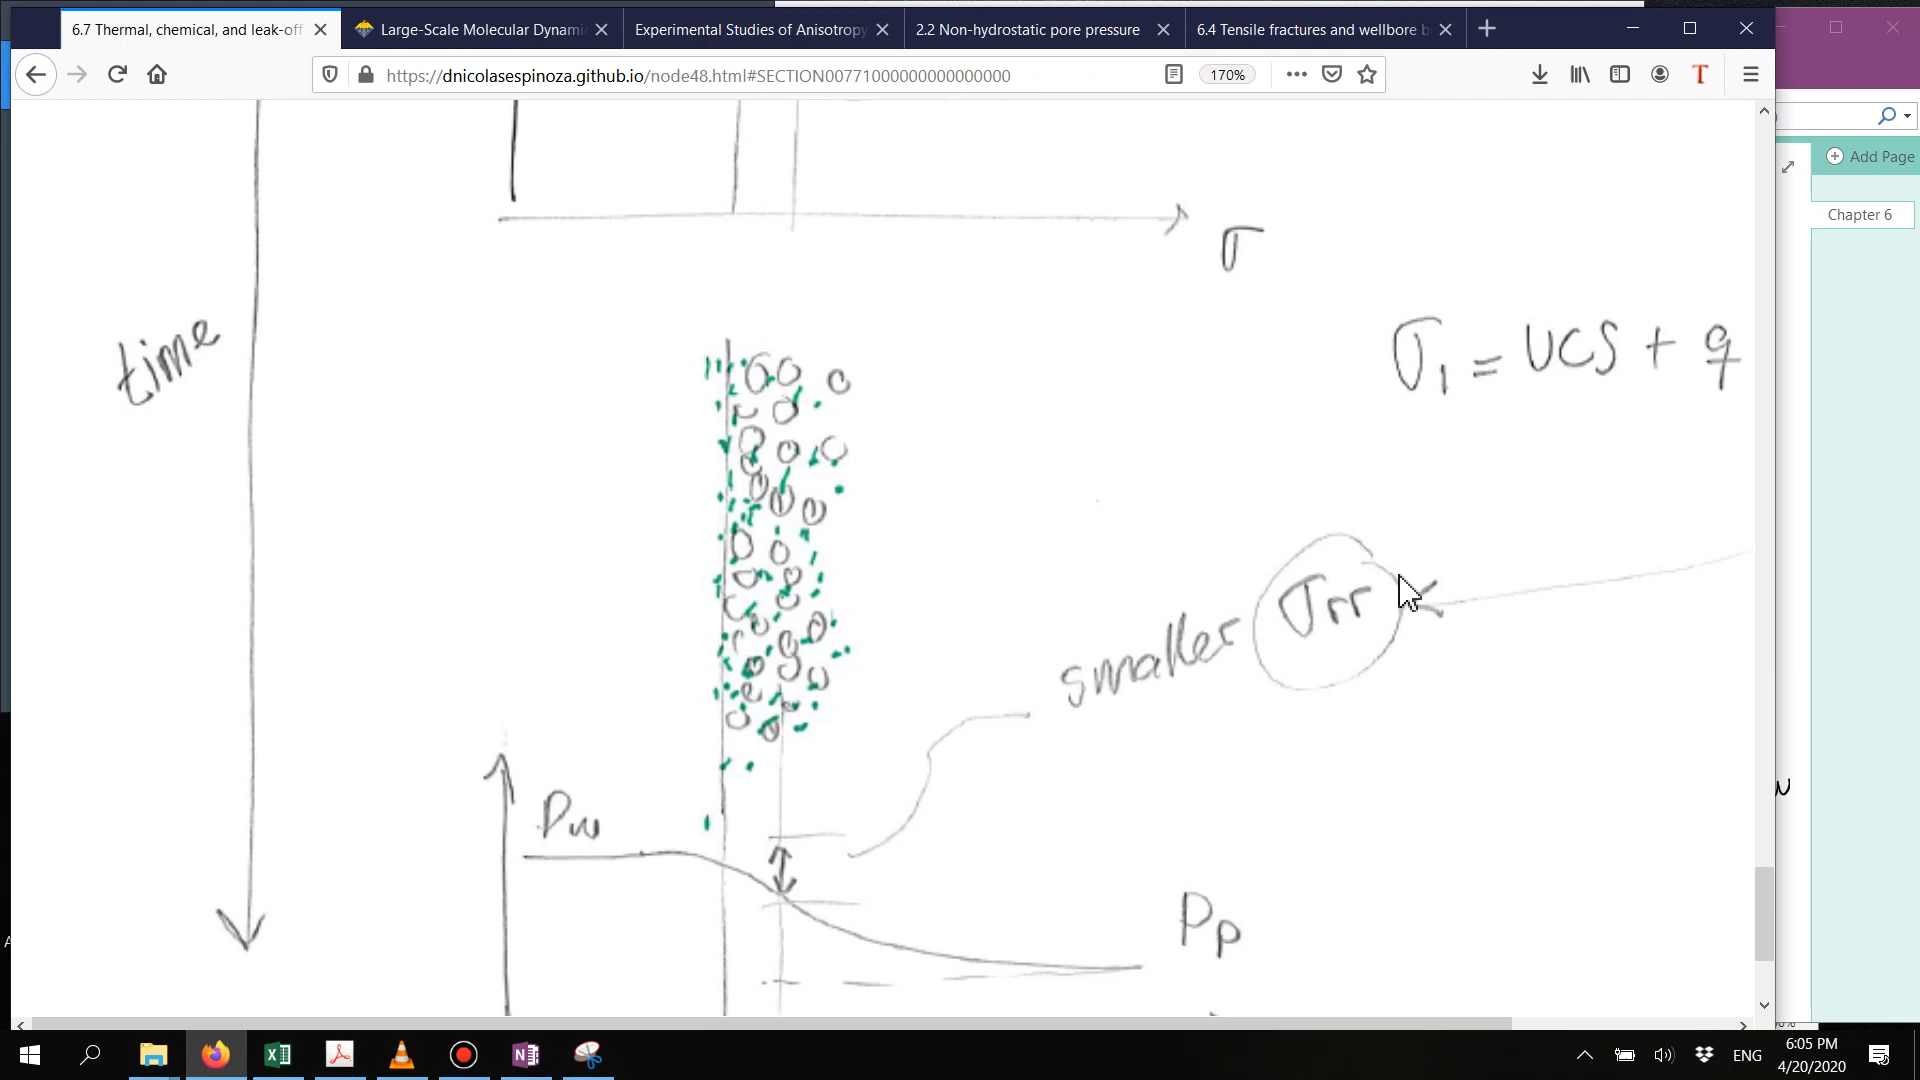 6.7 Thermal, chemical, and leak-off
Large-Scale Molecular Dynami
Experimental Studies of Anisotropy
2.2 Non-hydrostatic pore pressure
6.4 Tensile fractures and wellbore b
https://dnicolasespinoza.github.io/node48.html#SECTION00771000000000000000
170%
Add Page
Chapter 6
σ
time
σ1 = UCS + q
smaller σrr
Pw
Pp
ENG
6:05 PM
4/20/2020